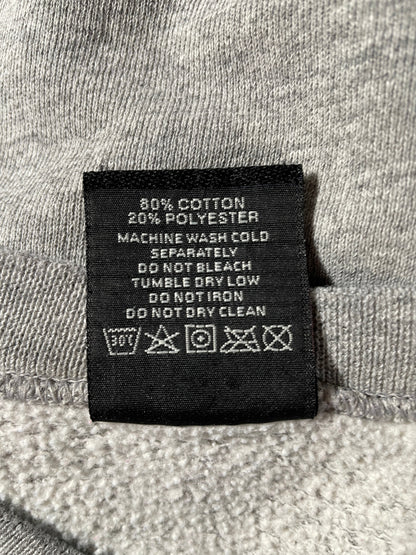 80% COTTON
20% POLYESTER
MACHINE WASH COLD
SEPARATELY
DO NOT BLEACH
TUMBLE DRY LOW
DO NOT IRON
DO NOT DRY CLEAN
30°C